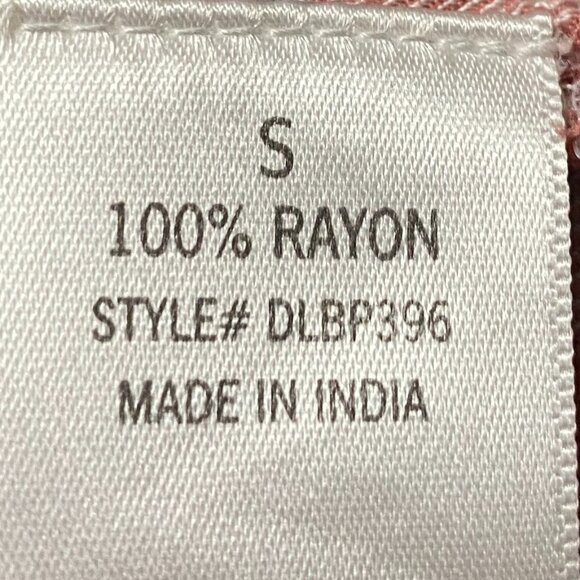 S
100% RAYON
STYLE# DLBP396
MADE IN INDIA